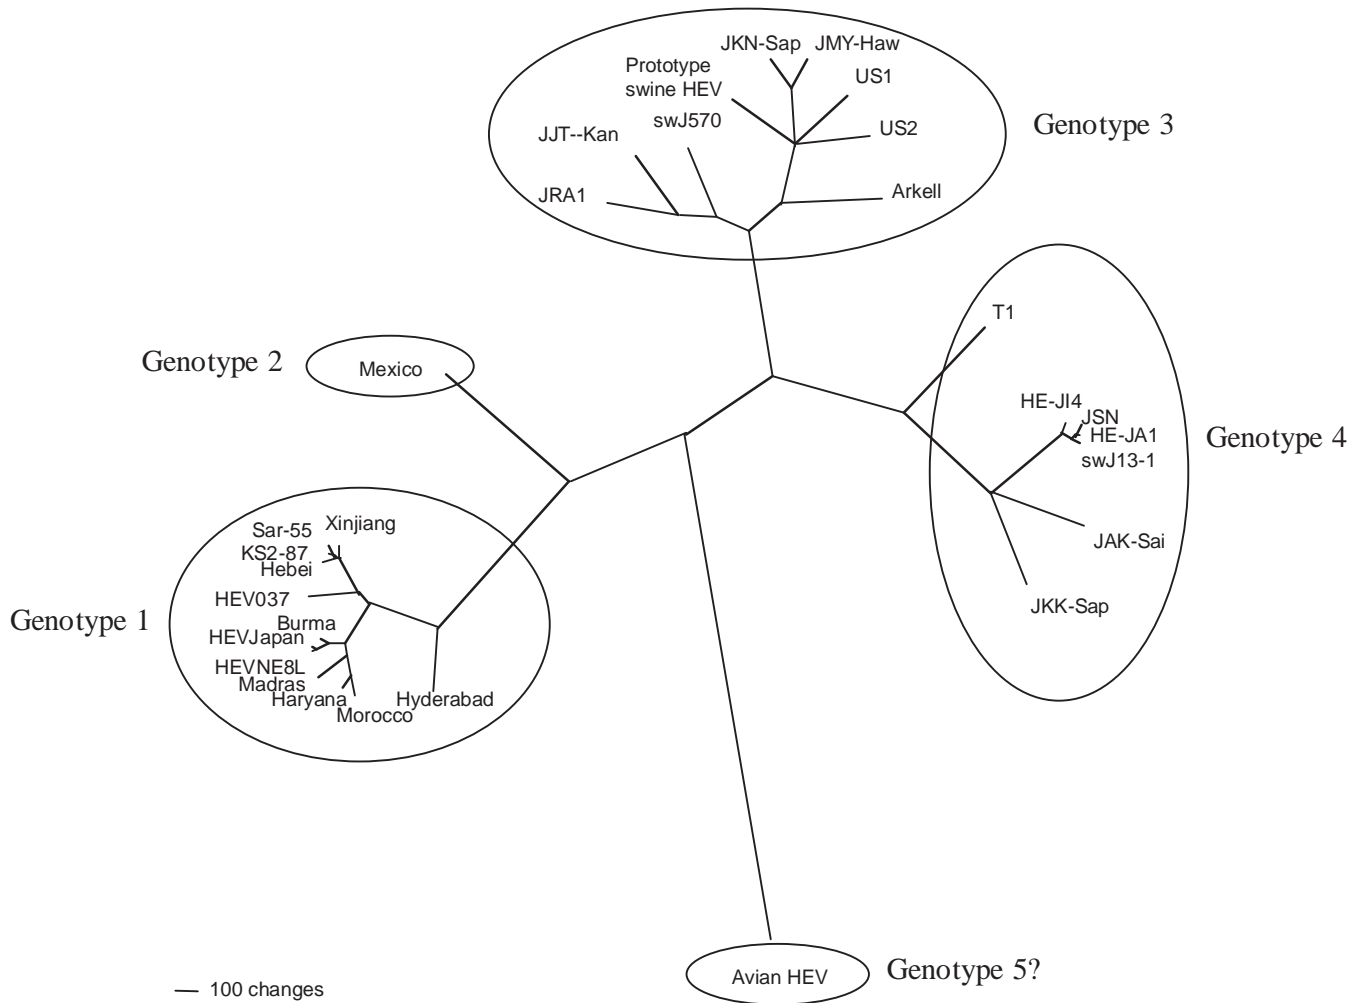 JKN-Sap JMY-Haw
Prototype
swine HEV
US1
swJ570
US2
JJT--Kan
Genotype 3
JRA1
Arkell
T1
Genotype 2
Mexico
HE-JI4
JSN
HE-JA1
swJ13-1
Genotype 4
JAK-Sai
JKK-Sap
Sar-55
Xinjiang
KS2-87
Hebei
HEV037
Genotype 1
Burma
HEVJapan
HEVNE8L
Madras
Haryana
Morocco
Hyderabad
Avian HEV
Genotype 5?
100 changes